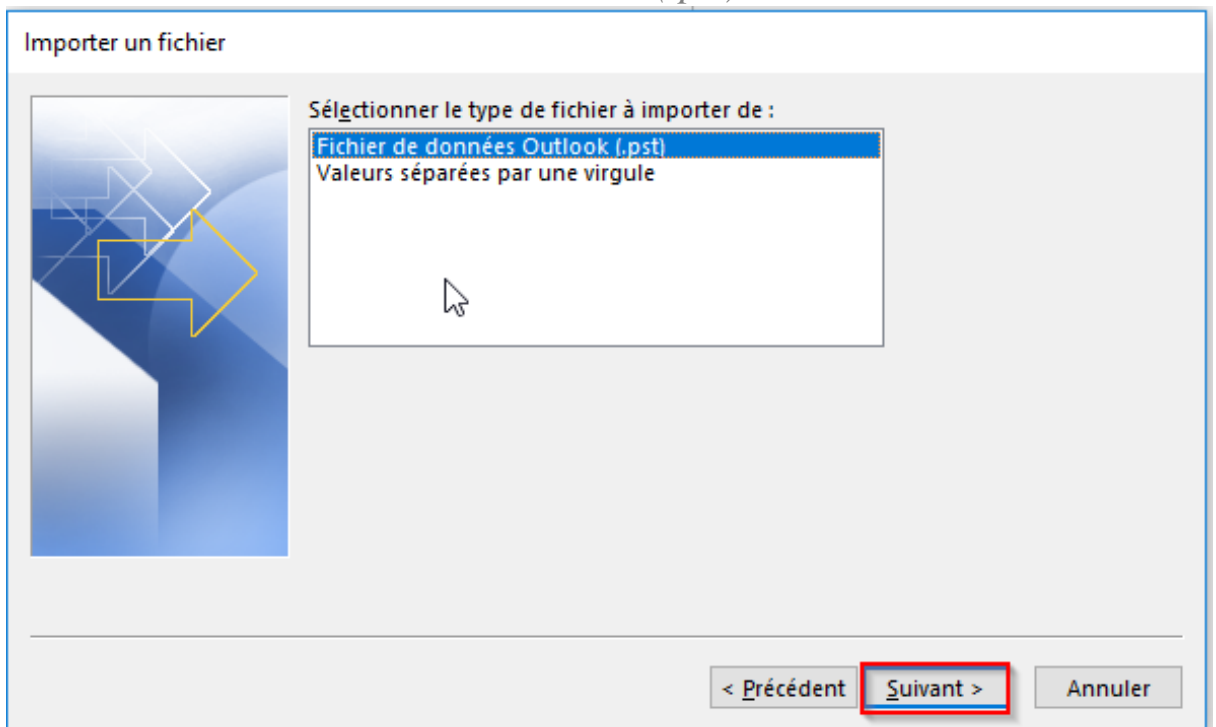 Importer un fichier
Sélectionner le type de fichier à importer de :
Fichier de données Outlook (.pst)
Valeurs séparées par une virgule
< Précédent
Suivant >
Annuler